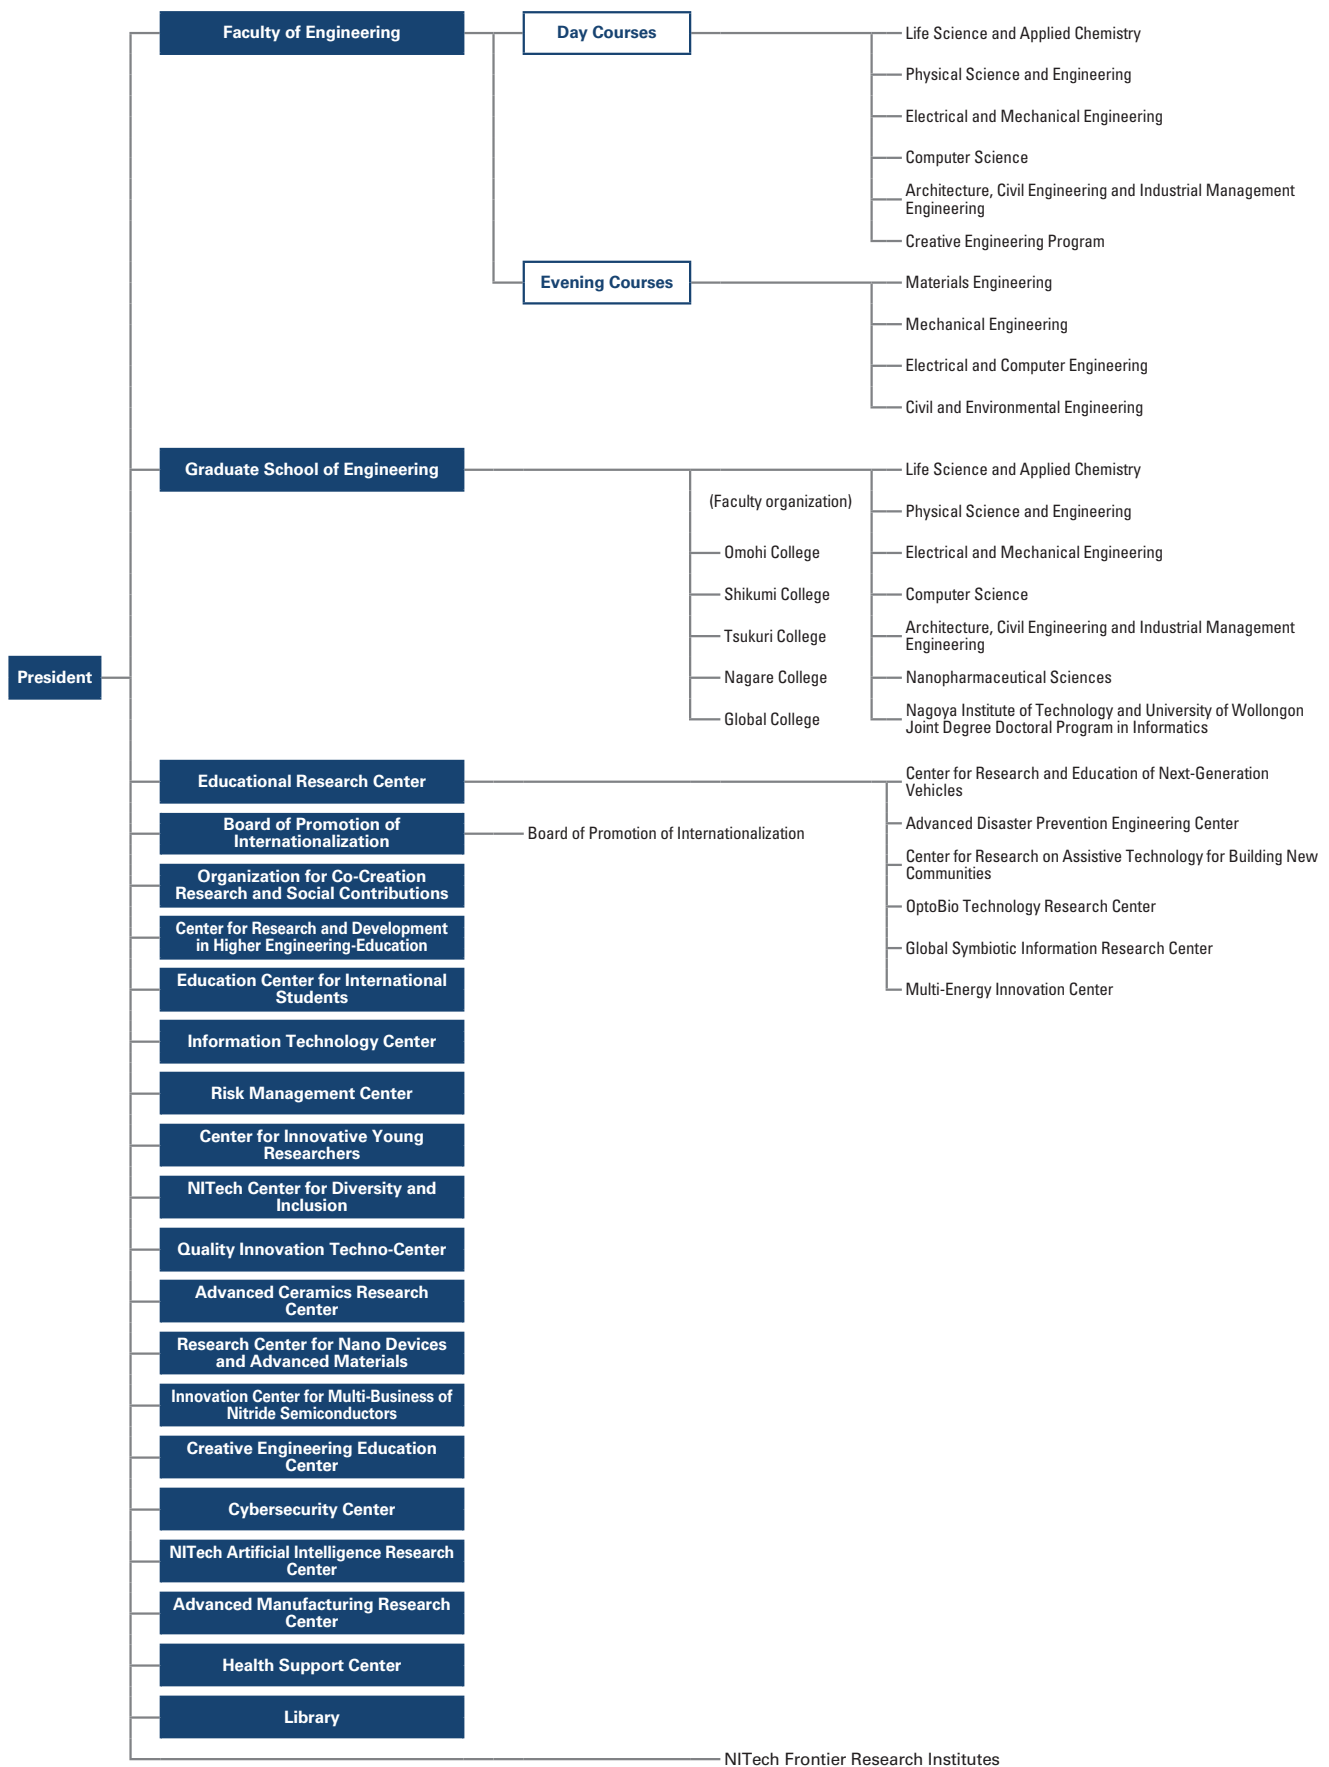 President
Faculty of Engineering
Day Courses
Life Science and Applied Chemistry
Physical Science and Engineering
Electrical and Mechanical Engineering
Computer Science
Architecture, Civil Engineering and Industrial Management
Engineering
Creative Engineering Program
Evening Courses
Materials Engineering
Mechanical Engineering
Electrical and Computer Engineering
Civil and Environmental Engineering
Graduate School of Engineering
(Faculty organization)
Omohi College
Shikumi College
Tsukuri College
Nagare College
Global College
Life Science and Applied Chemistry
Physical Science and Engineering
Electrical and Mechanical Engineering
Computer Science
Architecture, Civil Engineering and Industrial Management
Engineering
Nanopharmaceutical Sciences
Nagoya Institute of Technology and University of Wollongon
Joint Degree Doctoral Program in Informatics
Educational Research Center
Center for Research and Education of Next-Generation
Vehicles
Advanced Disaster Prevention Engineering Center
Center for Research on Assistive Technology for Building New
Communities
OptoBio Technology Research Center
Global Symbiotic Information Research Center
Multi-Energy Innovation Center
Board of Promotion of
Internationalization
Board of Promotion of Internationalization
Organization for Co-Creation
Research and Social Contributions
Center for Research and Development
in Higher Engineering-Education
Education Center for International
Students
Information Technology Center
Risk Management Center
Center for Innovative Young
Researchers
NITech Center for Diversity and
Inclusion
Quality Innovation Techno-Center
Advanced Ceramics Research
Center
Research Center for Nano Devices
and Advanced Materials
Innovation Center for Multi-Business of
Nitride Semiconductors
Creative Engineering Education
Center
Cybersecurity Center
NITech Artificial Intelligence Research
Center
Advanced Manufacturing Research
Center
Health Support Center
Library
NITech Frontier Research Institutes